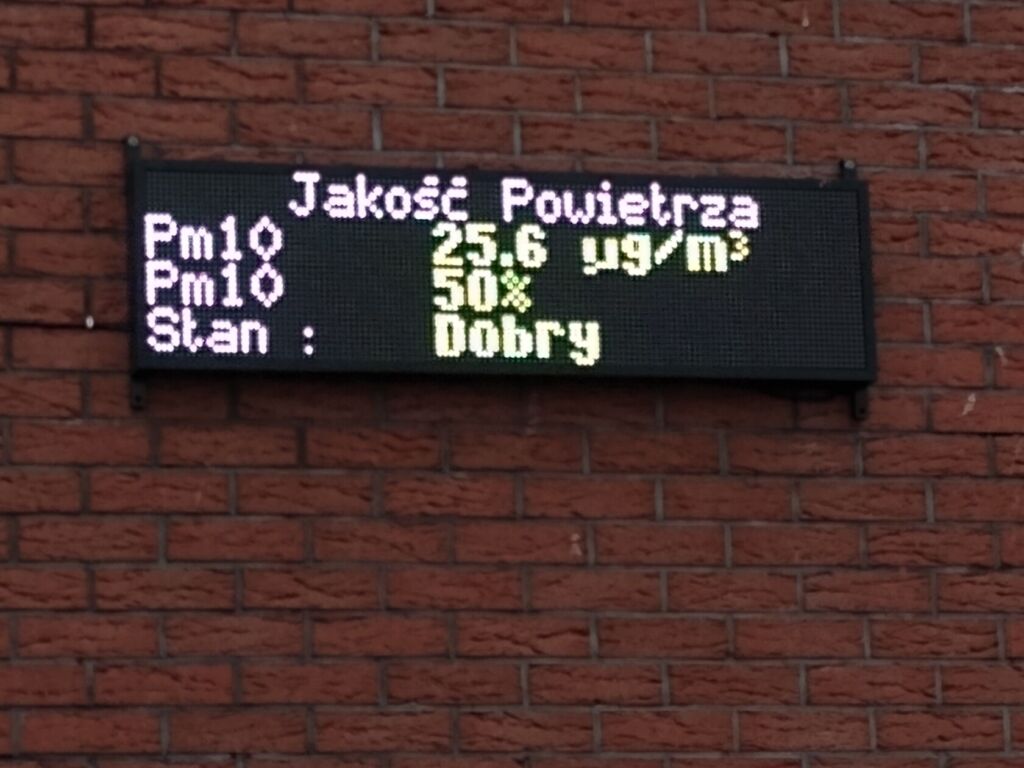 Jakość Powietrza
Pm10 25.6 µg/m³
Pm10 50%
Stan : Dobry